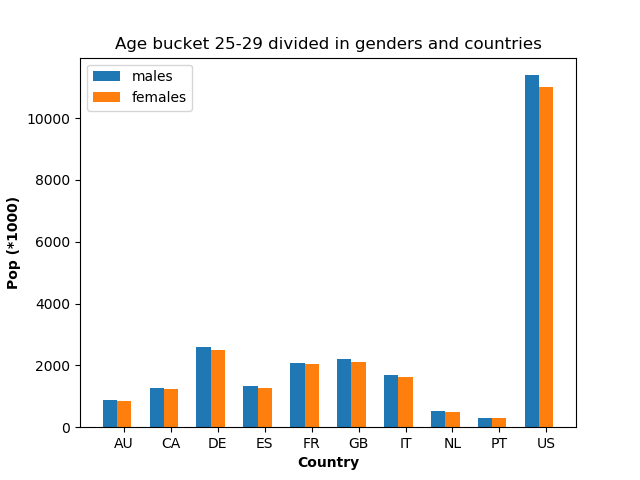 Age bucket 25-29 divided in genders and countries
males
females
10000
8000
6000
4000
2000
0
Pop (*1000)
AU CA DE ES FR GB IT NL PT US
Country